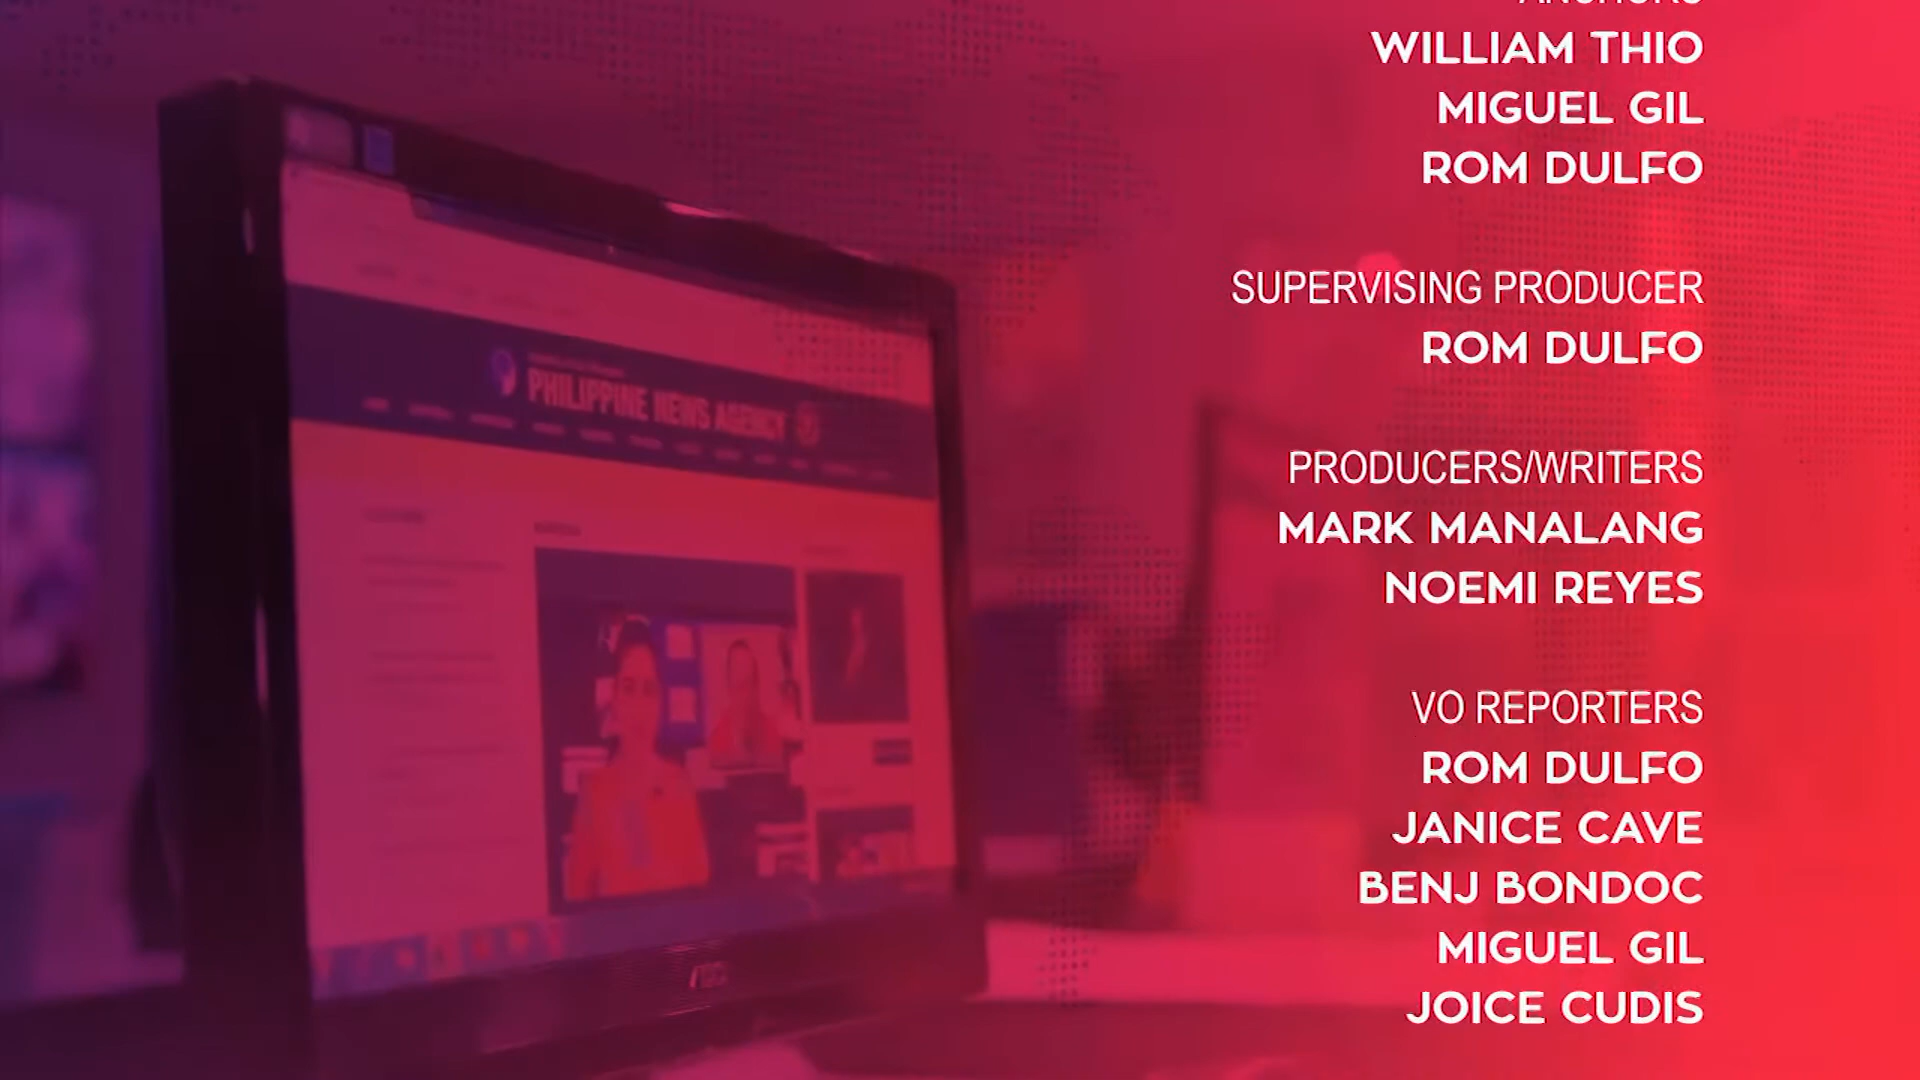 ANCHORS
WILLIAM THIO
MIGUEL GIL
ROM DULFO
SUPERVISING PRODUCER
ROM DULFO
PRODUCERS/WRITERS
MARK MANALANG
NOEMI REYES
VO REPORTERS
ROM DULFO
JANICE CAVE
BENJ BONDOC
MIGUEL GIL
JOICE CUDIS
PHILIPPINE NEWS AGENCY